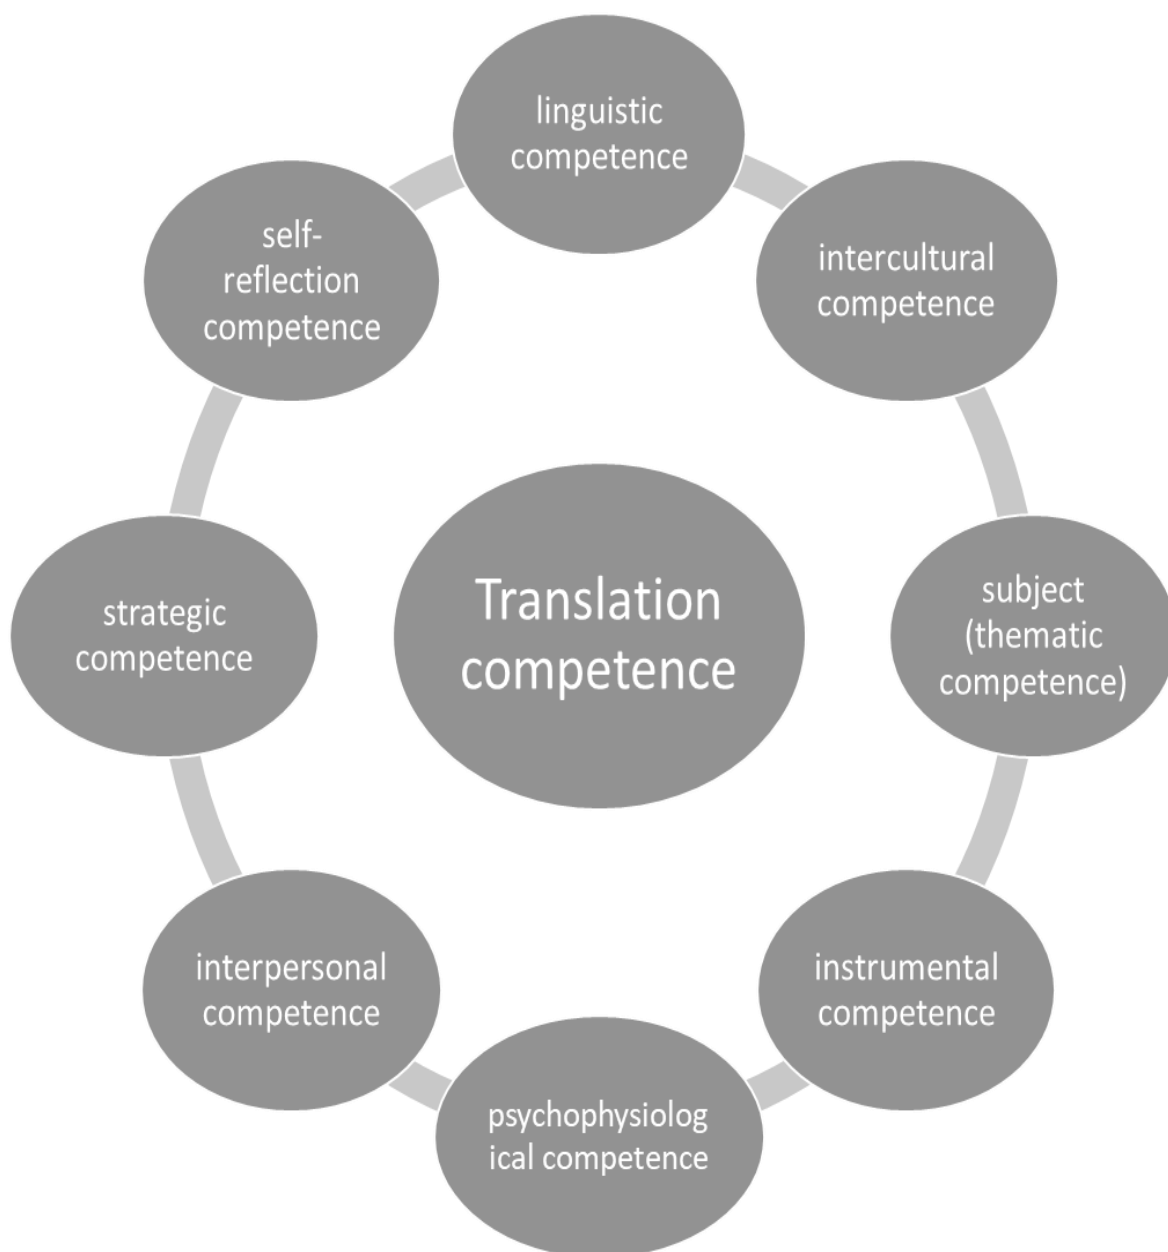 linguistic
competence
intercultural
competence
subject
(thematic
competence)
instrumental
competence
psychophysiolog
ical competence
interpersonal
competence
strategic
competence
self-
reflection
competence
Translation
competence